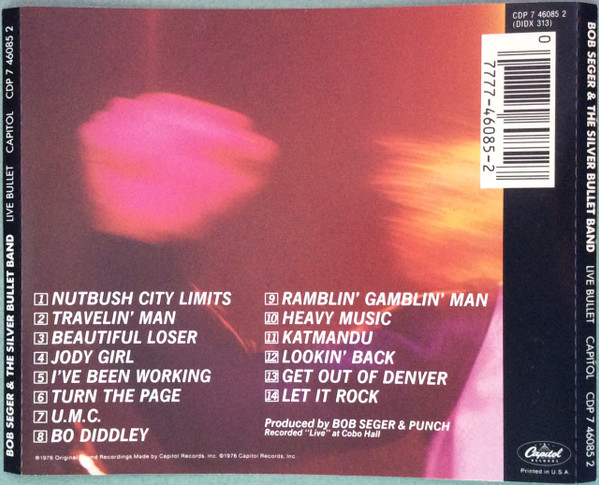 BOB SEGER & THE SILVER BULLET BAND LIVE BULLET CAPITOL CDP 7 46085 2
CDP 7 46085 2
(DIDX 313)
0 7777-46085-2
1 NUTBUSH CITY LIMITS
2 TRAVELIN' MAN
3 BEAUTIFUL LOSER
4 JODY GIRL
5 I'VE BEEN WORKING
6 TURN THE PAGE
7 U.M.C.
8 BO DIDDLEY
9 RAMBLIN' GAMBLIN' MAN
10 HEAVY MUSIC
11 KATMANDU
12 LOOKIN' BACK
13 GET OUT OF DENVER
14 LET IT ROCK
Produced by BOB SEGER & PUNCH
Recorded "Live" at Cobo Hall
©1976 Original Sound Recordings Made by Capitol Records, Inc. ©1976 Capitol Records, Inc
Capitol
RECORDS
Printed in U.S.A.
BOB SEGER & THE SILVER BULLET BAND LIVE BULLET CAPITOL CDP 7 46085 2